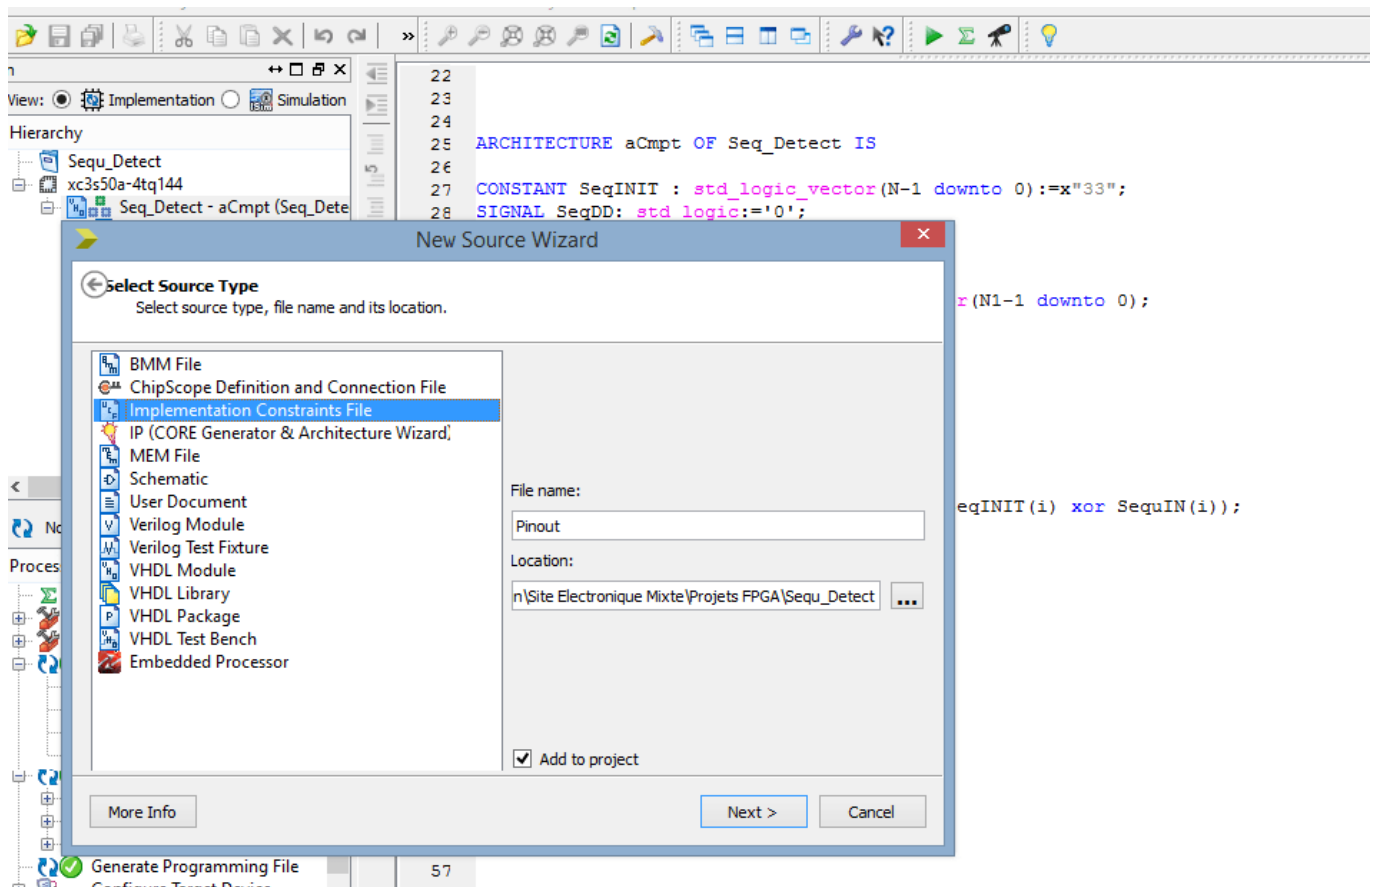 View: Implementation Simulation
Hierarchy
Sequ_Detect
xc3s50a-4tq144
Seq_Detect - aCmpt (Seq_Dete
22
23
24
25 ARCHITECTURE aCmpt OF Seq_Detect IS
26
27 CONSTANT SeqINIT : std_logic_vector(N-1 downto 0):=x"33";
28 SIGNAL SeqDD: std_logic:='0';
r(N1-1 downto 0);
eqINIT(i) xor SequIN(i));
57
New Source Wizard
Select Source Type
Select source type, file name and its location.
BMM File
ChipScope Definition and Connection File
Implementation Constraints File
IP (CORE Generator & Architecture Wizard)
MEM File
Schematic
User Document
Verilog Module
Verilog Test Fixture
VHDL Module
VHDL Library
VHDL Package
VHDL Test Bench
Embedded Processor
File name:
Pinout
Location:
n\Site Electronique Mixte\Projets FPGA\Sequ_Detect
...
Add to project
More Info
Next >
Cancel
No
Proces
Generate Programming File
Configure Target Device